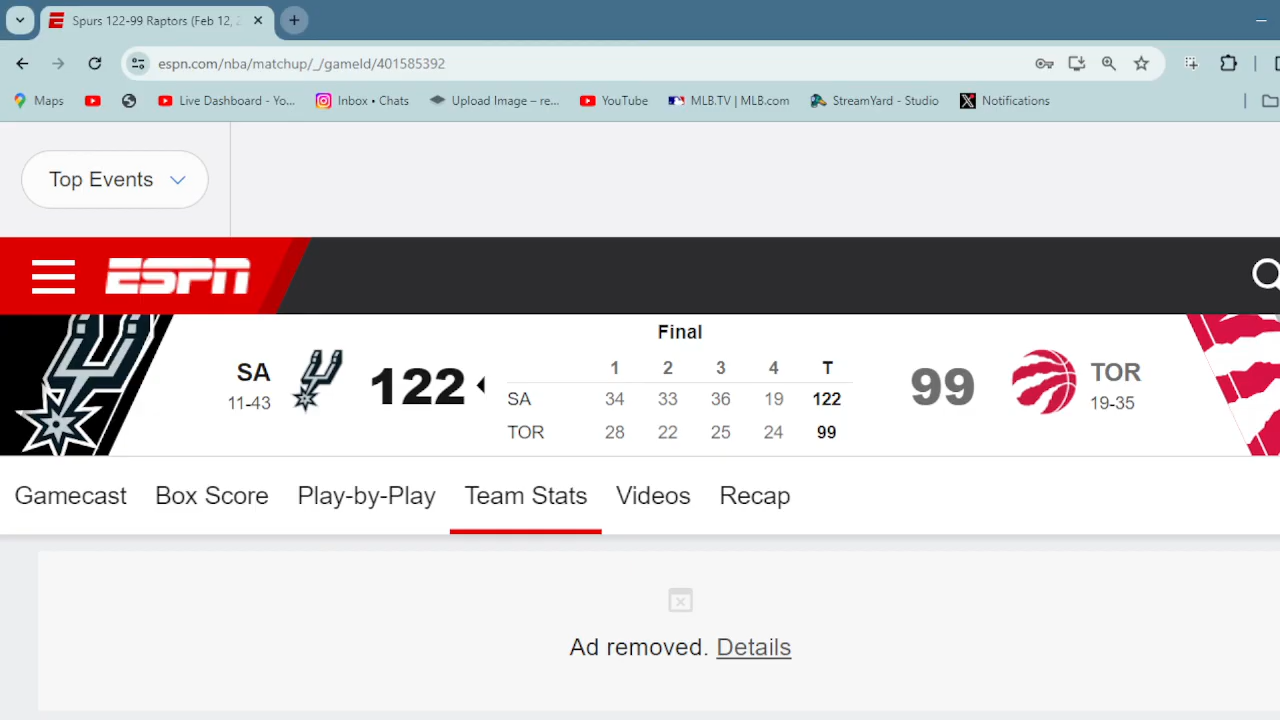 Spurs 122-99 Raptors (Feb 12,
espn.com/nba/matchup/_/gameId/401585392
Maps Live Dashboard - Yo... Inbox • Chats Upload Image – re... YouTube MLB.TV | MLB.com StreamYard - Studio Notifications
Top Events
ESPN
Final
SA 11-43 122
1 2 3 4 T
SA 34 33 36 19 122
TOR 28 22 25 24 99
99 TOR 19-35
Gamecast Box Score Play-by-Play Team Stats Videos Recap
Ad removed. Details